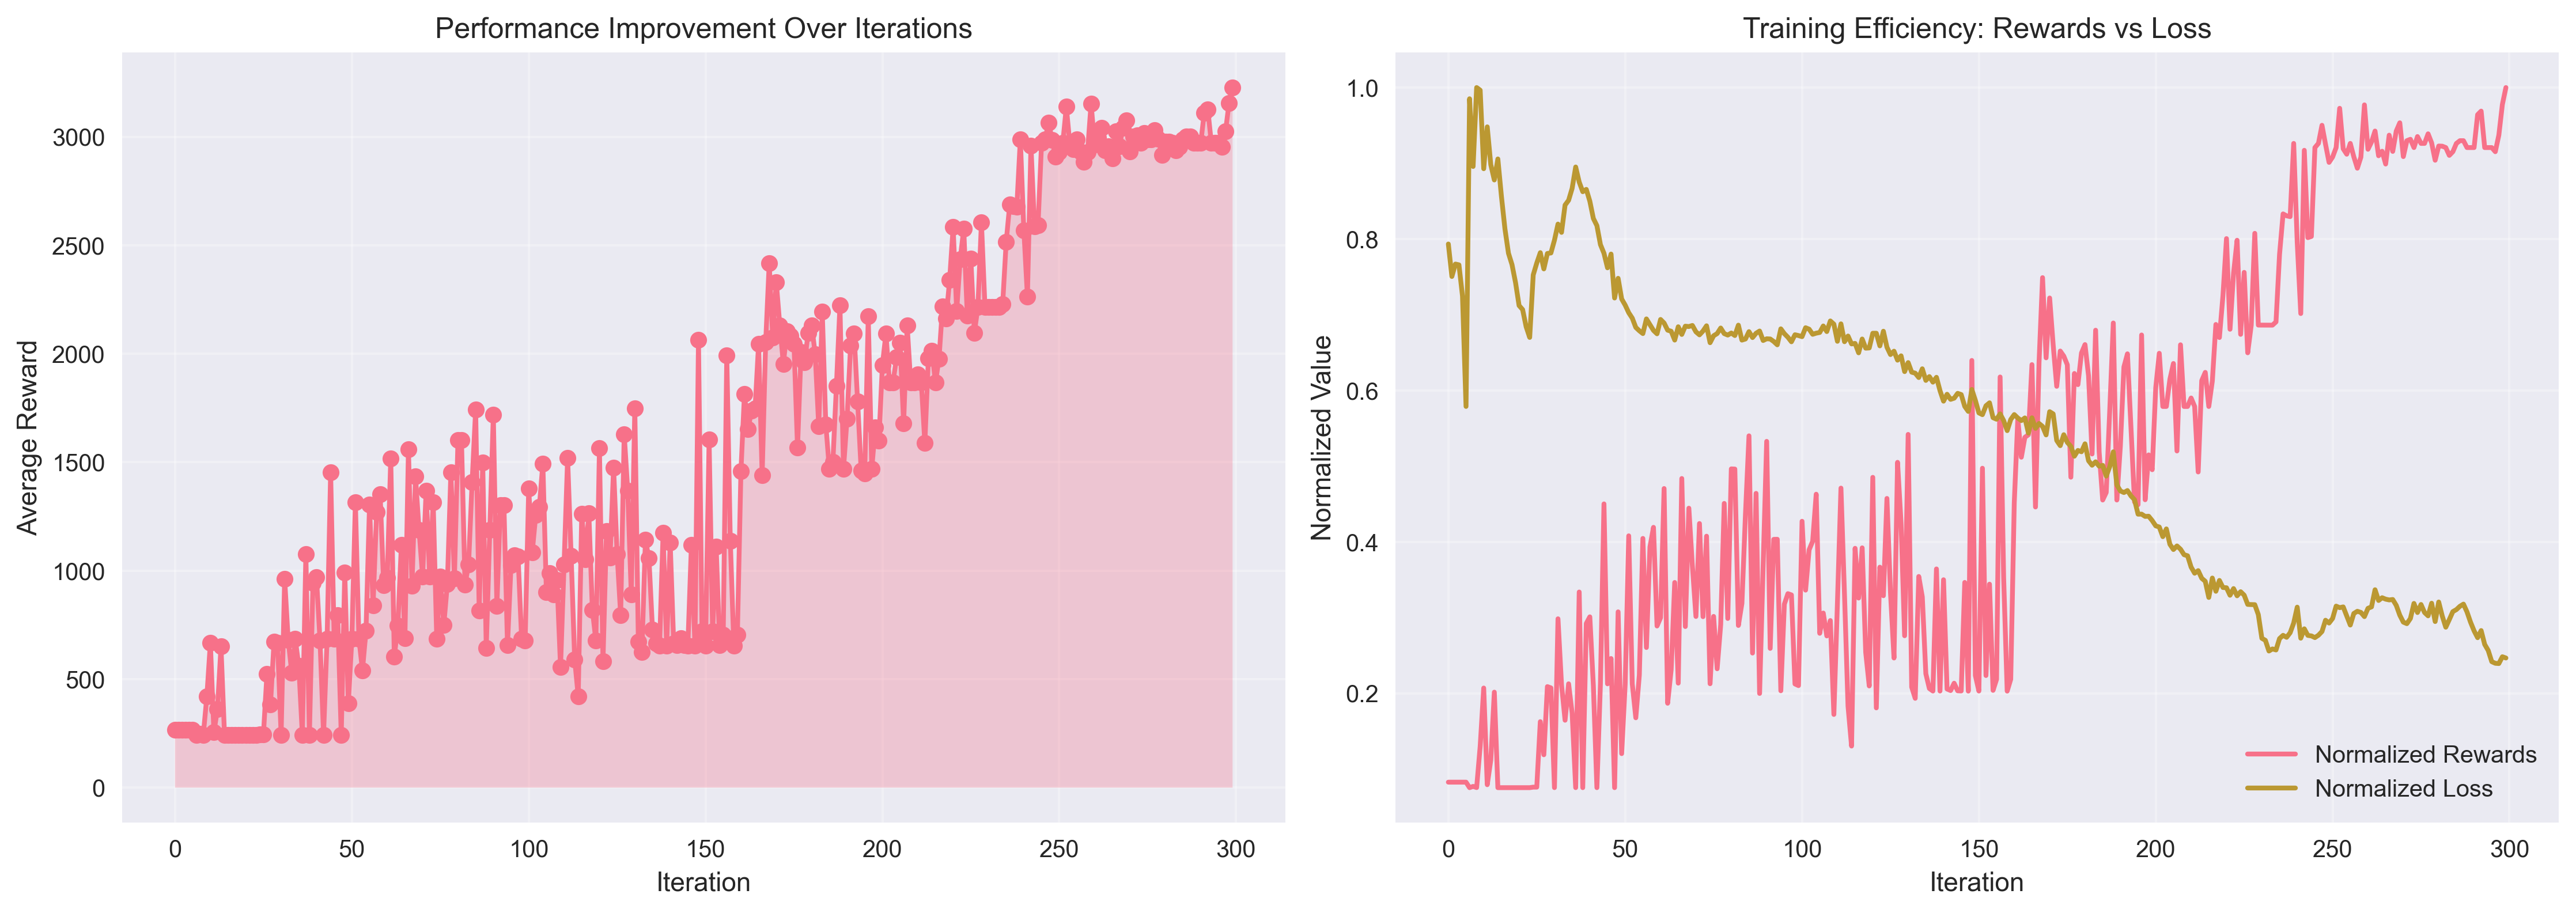 Performance Improvement Over Iterations
Average Reward
3000
2500
2000
1500
1000
500
0
0 50 100 150 200 250 300
Iteration
Training Efficiency: Rewards vs Loss
Normalized Value
1.0
0.8
0.6
0.4
0.2
Normalized Rewards
Normalized Loss
0 50 100 150 200 250 300
Iteration